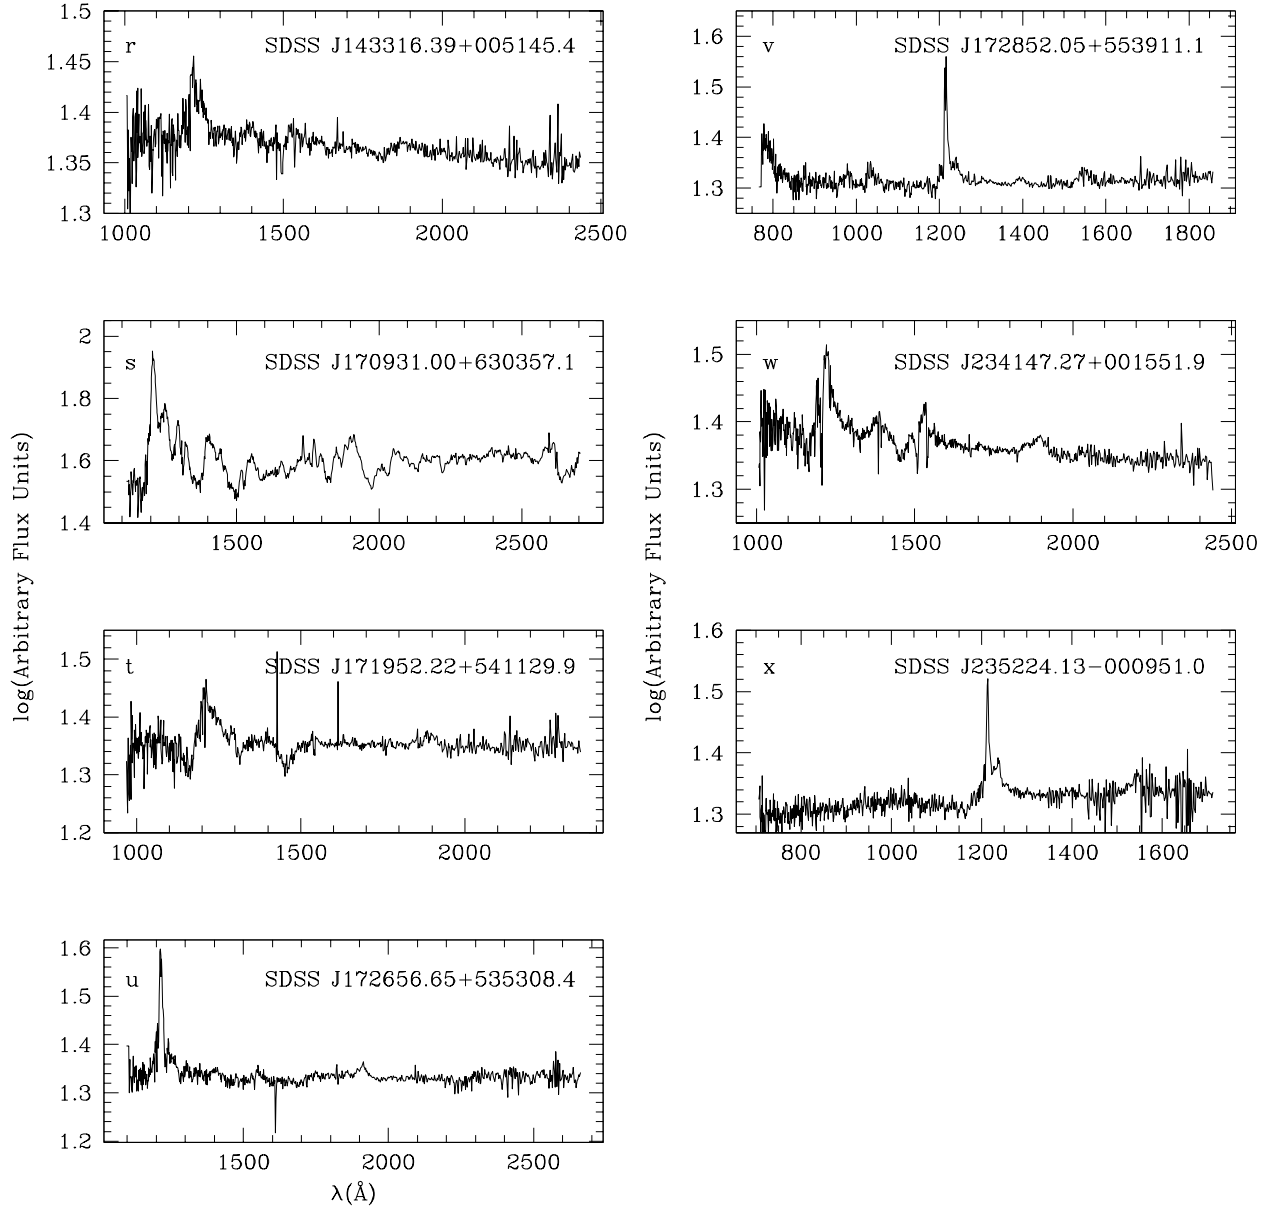 log(Arbitrary Flux Units)
1.5
1.45
1.4
1.35
1.3
r
SDSS J143316.39+005145.4
1000 1500 2000 2500
2
1.8
1.6
1.4
s
SDSS J170931.00+630357.1
1500 2000 2500
1.5
1.4
1.3
1.2
t
SDSS J171952.22+541129.9
1000 1500 2000
1.6
1.5
1.4
1.3
1.2
u
SDSS J172656.65+535308.4
1500 2000 2500
λ(Å)
log(Arbitrary Flux Units)
1.6
1.5
1.4
1.3
v
SDSS J172852.05+553911.1
800 1000 1200 1400 1600 1800
1.5
1.4
1.3
w
SDSS J234147.27+001551.9
1000 1500 2000 2500
1.6
1.5
1.4
1.3
x
SDSS J235224.13−000951.0
800 1000 1200 1400 1600